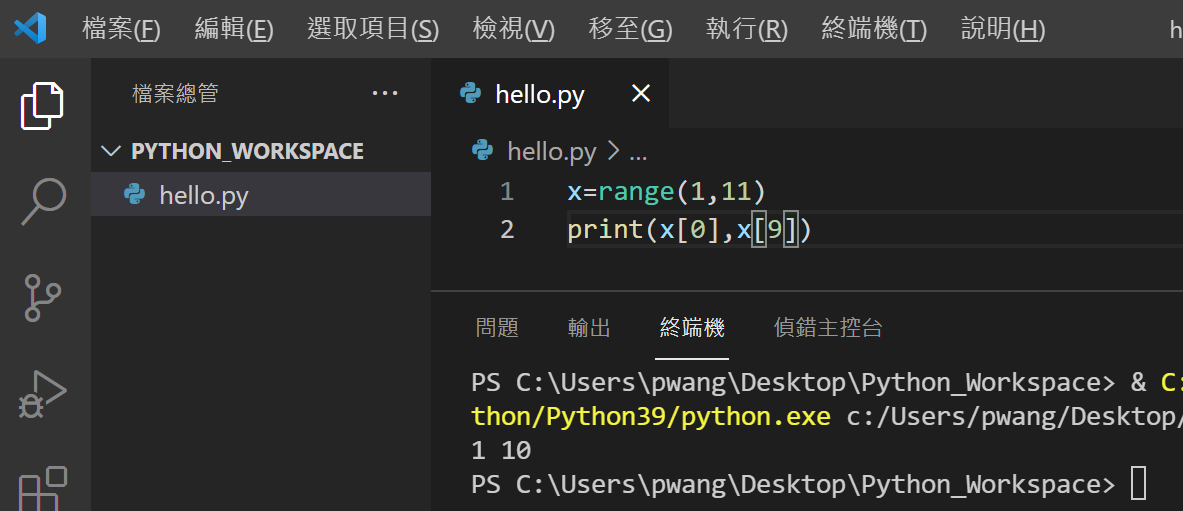 檔案(F) 編輯(E) 選取項目(S) 檢視(V) 移至(G) 執行(R) 終端機(T) 說明(H) h
檔案總管 ...
PYTHON_WORKSPACE
hello.py
hello.py
hello.py > ...
1 x=range(1,11)
2 print(x[0],x[9])
問題 輸出 終端機 偵錯主控台
PS C:\Users\pwang\Desktop\Python_Workspace> & C:
thon/Python39/python.exe c:/Users/pwang/Desktop/
1 10
PS C:\Users\pwang\Desktop\Python_Workspace>